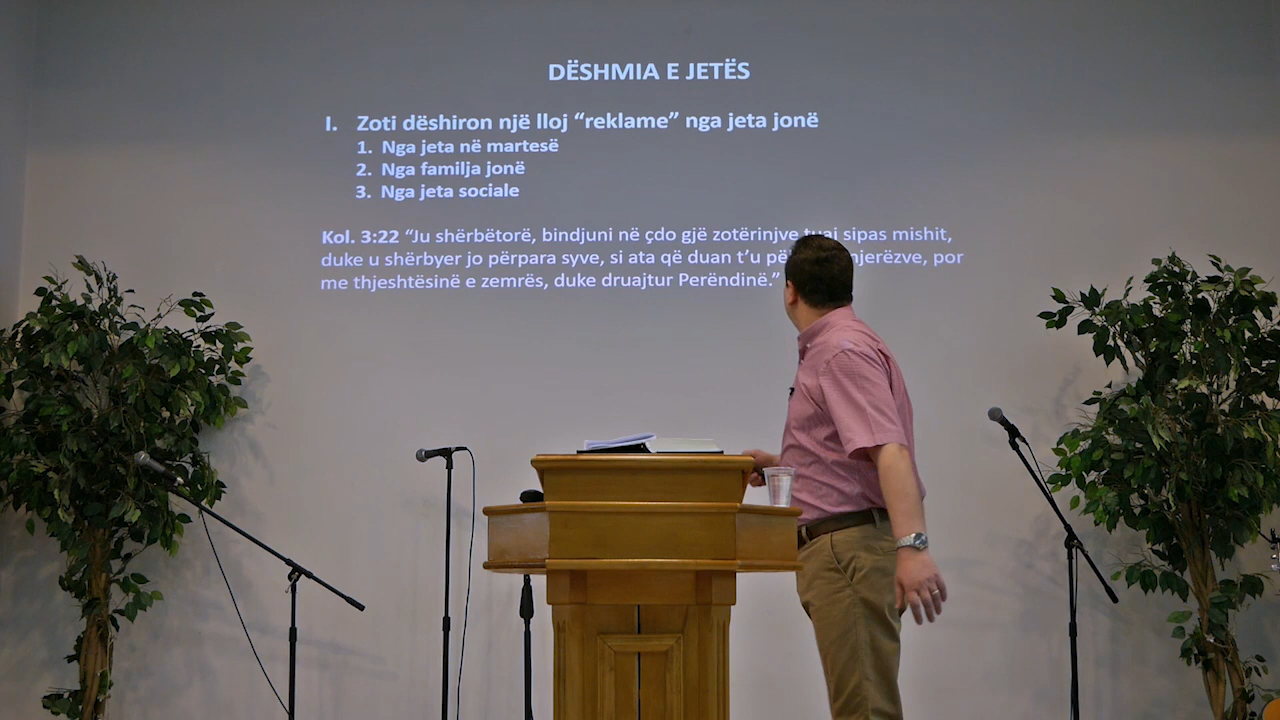 DËSHMIA E JETËS
I. Zoti dëshiron një lloj “reklame” nga jeta jonë
1. Nga jeta në martesë
2. Nga familja jonë
3. Nga jeta sociale
Kol. 3:22 “Ju shërbëtorë, bindjuni në çdo gjë zotërinjve tuaj sipas mishit,
duke u shërbyer jo përpara syve, si ata që duan t’u njerëzve, por
me thjeshtësinë e zemrës, duke druajtur Perëndinë.”